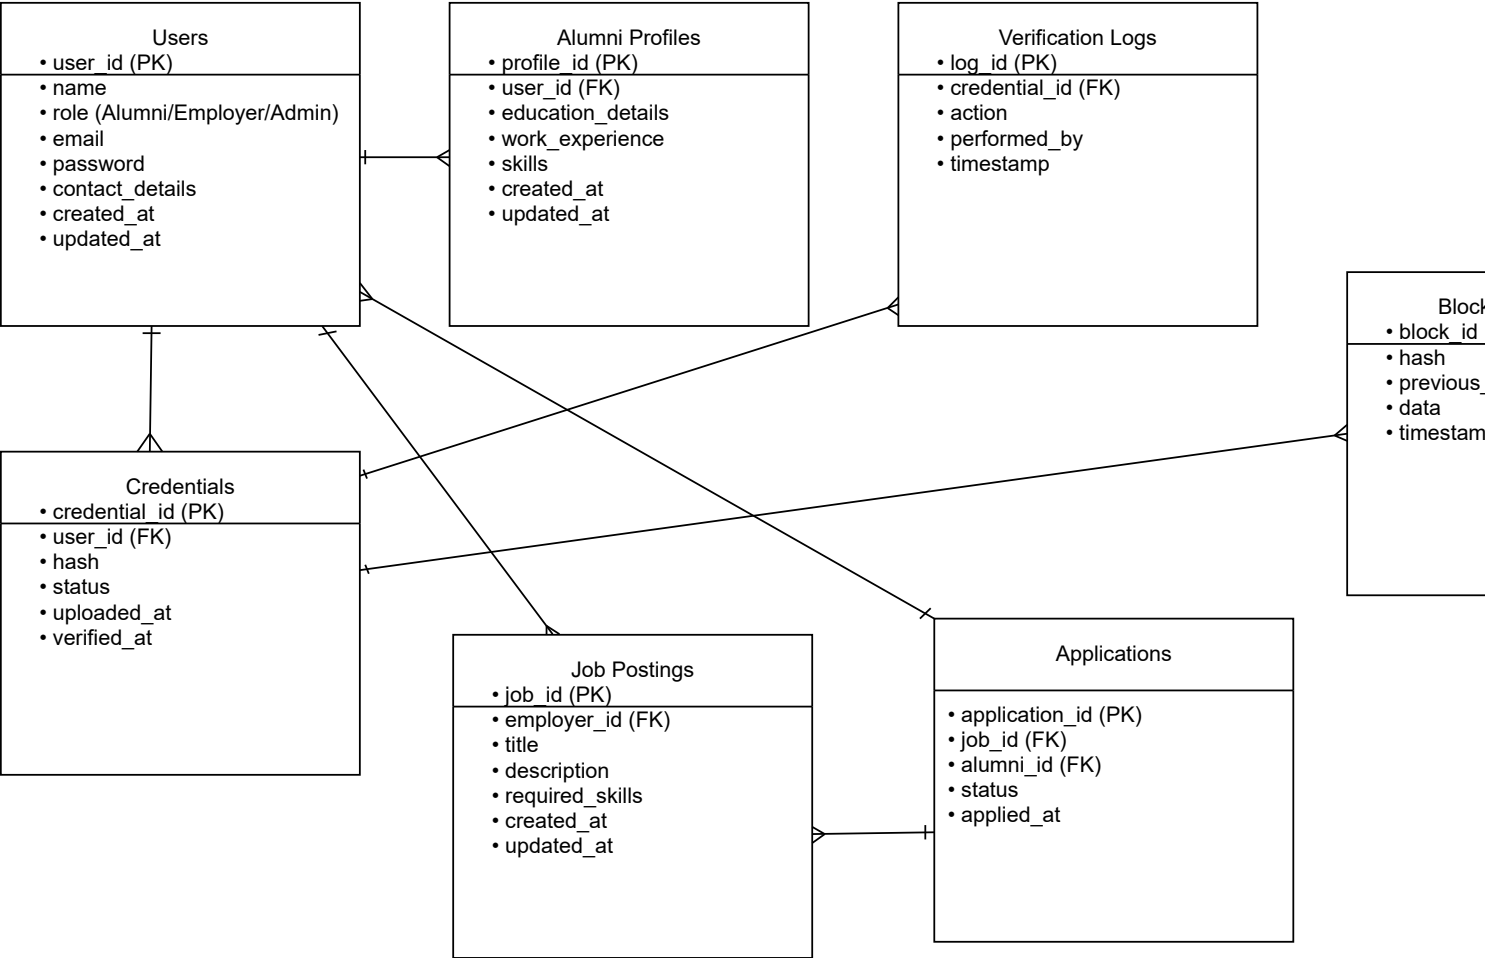 Users
• user_id (PK)
• name
• role (Alumni/Employer/Admin)
• email
• password
• contact_details
• created_at
• updated_at
Alumni Profiles
• profile_id (PK)
• user_id (FK)
• education_details
• work_experience
• skills
• created_at
• updated_at
Verification Logs
• log_id (PK)
• credential_id (FK)
• action
• performed_by
• timestamp
Block
• block_id
• hash
• previous_
• data
• timestam
Credentials
• credential_id (PK)
• user_id (FK)
• hash
• status
• uploaded_at
• verified_at
Job Postings
• job_id (PK)
• employer_id (FK)
• title
• description
• required_skills
• created_at
• updated_at
Applications
• application_id (PK)
• job_id (FK)
• alumni_id (FK)
• status
• applied_at